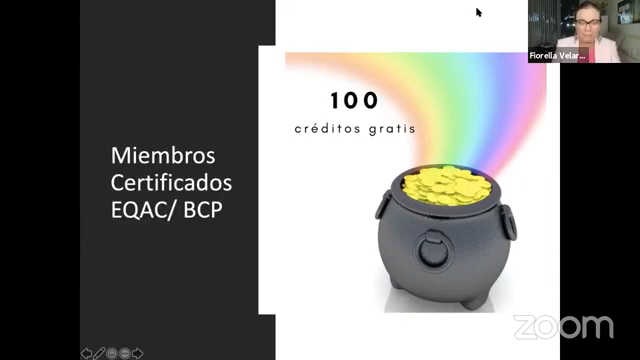 Fiorella Velar...
100
créditos gratis
Miembros
Certificados
EQAC/ BCP
zoom